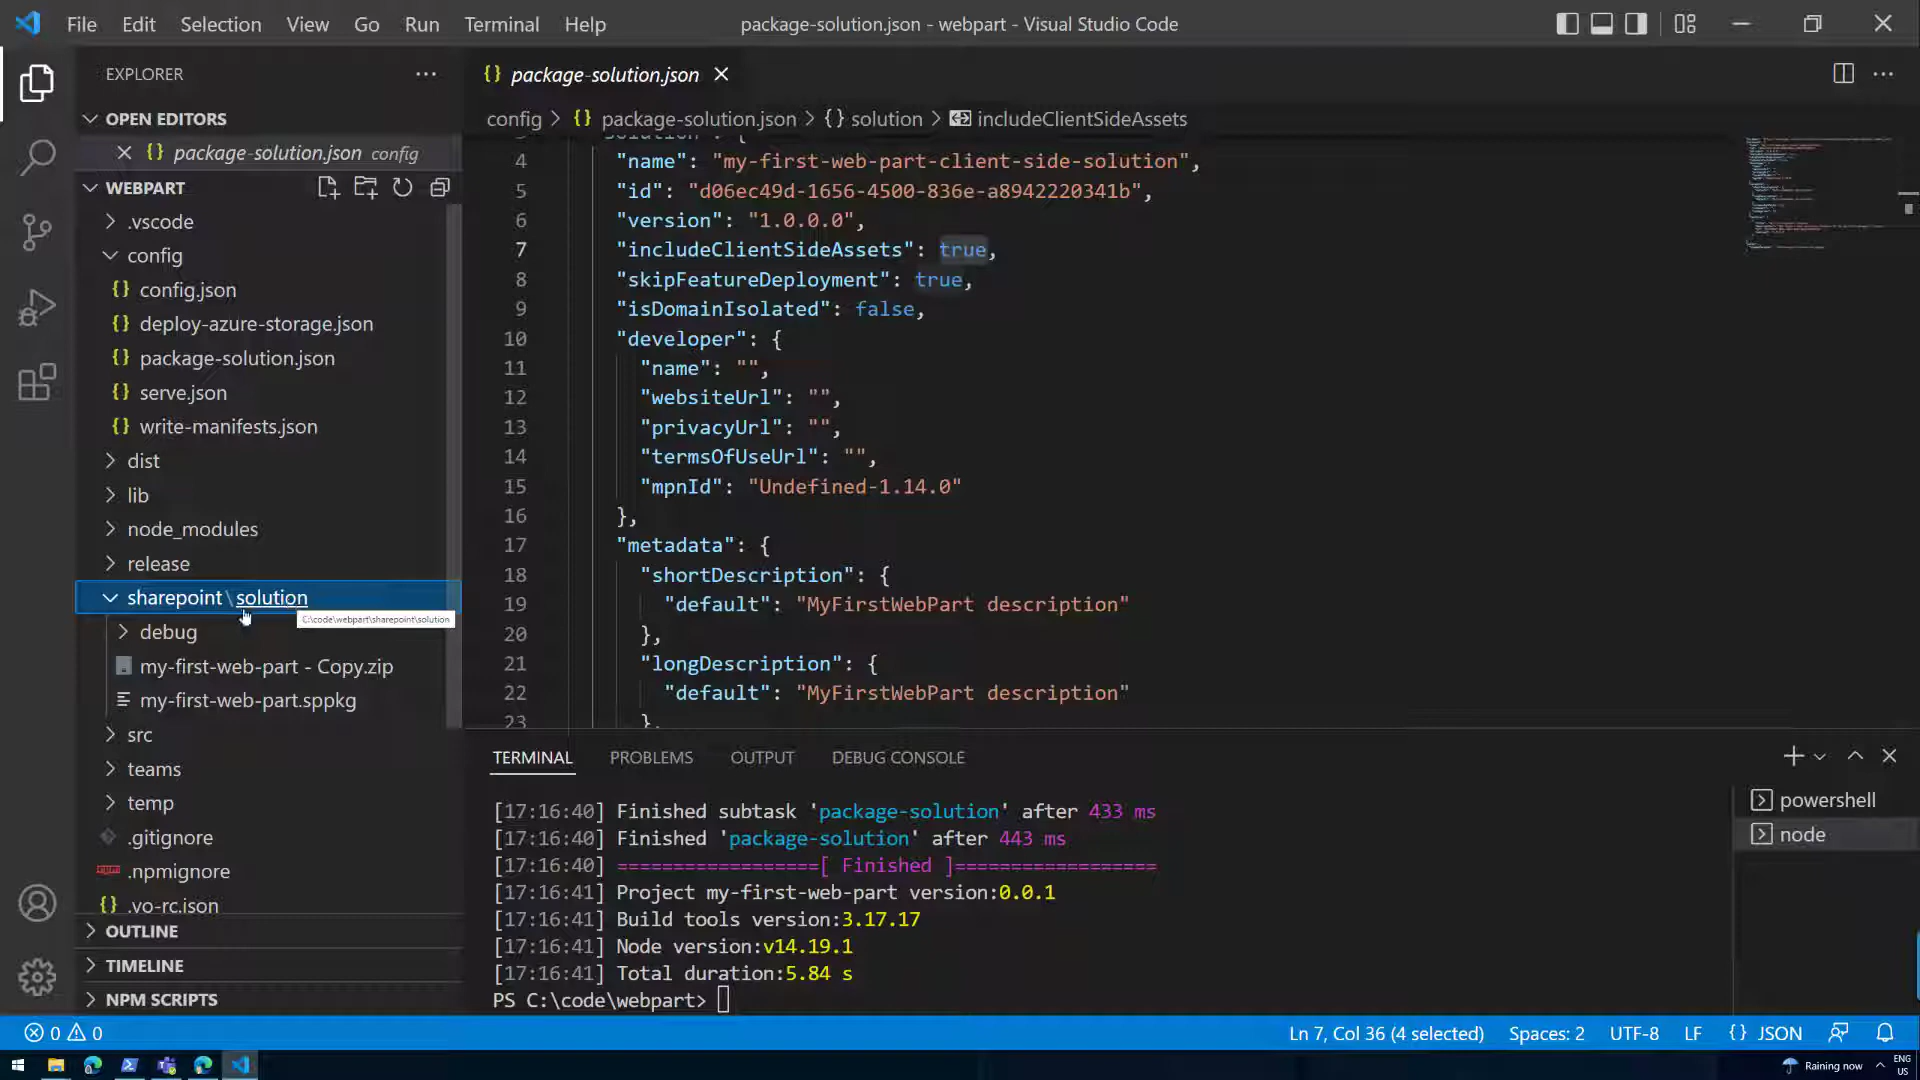 File Edit Selection View Go Run Terminal Help
package-solution.json - webpart - Visual Studio Code
EXPLORER
OPEN EDITORS
package-solution.json config
WEBPART
.vscode
config
config.json
deploy-azure-storage.json
package-solution.json
serve.json
write-manifests.json
dist
lib
node_modules
release
sharepoint \ solution
C:\code\webpart\sharepoint\solution
debug
my-first-web-part - Copy.zip
my-first-web-part.sppkg
src
teams
temp
.gitignore
.npmignore
.yo-rc.json
OUTLINE
TIMELINE
NPM SCRIPTS
package-solution.json
config > {} package-solution.json > {} solution > includeClientSideAssets
4 "name": "my-first-web-part-client-side-solution",
5 "id": "d06ec49d-1656-4500-836e-a8942220341b",
6 "version": "1.0.0.0",
7 "includeClientSideAssets": true,
8 "skipFeatureDeployment": true,
9 "isDomainIsolated": false,
10 "developer": {
11 "name": "",
12 "websiteUrl": "",
13 "privacyUrl": "",
14 "termsOfUseUrl": "",
15 "mpnId": "Undefined-1.14.0"
16 },
17 "metadata": {
18 "shortDescription": {
19 "default": "MyFirstWebPart description"
20 },
21 "longDescription": {
22 "default": "MyFirstWebPart description"
23 },
TERMINAL PROBLEMS OUTPUT DEBUG CONSOLE
[17:16:40] Finished subtask 'package-solution' after 433 ms
[17:16:40] Finished 'package-solution' after 443 ms
[17:16:40] ==================[ Finished ]==================
[17:16:41] Project my-first-web-part version:0.0.1
[17:16:41] Build tools version:3.17.17
[17:16:41] Node version:v14.19.1
[17:16:41] Total duration:5.84 s
PS C:\code\webpart>
powershell
node
0 0
Ln 7, Col 36 (4 selected) Spaces: 2 UTF-8 LF {} JSON
Raining now
ENG
US